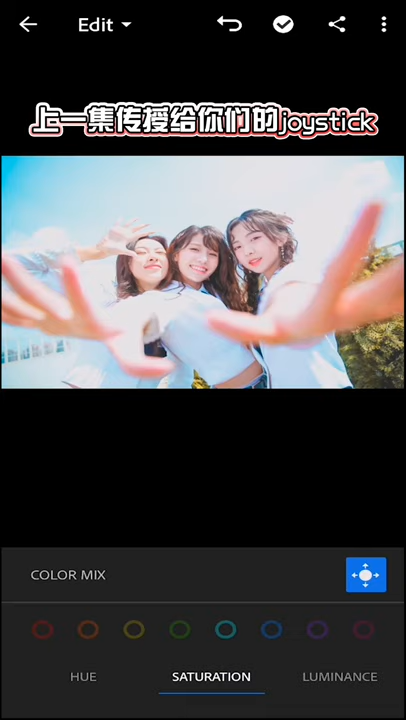 Edit
上一集传授给你们的joystick
COLOR MIX
HUE
SATURATION
LUMINANCE